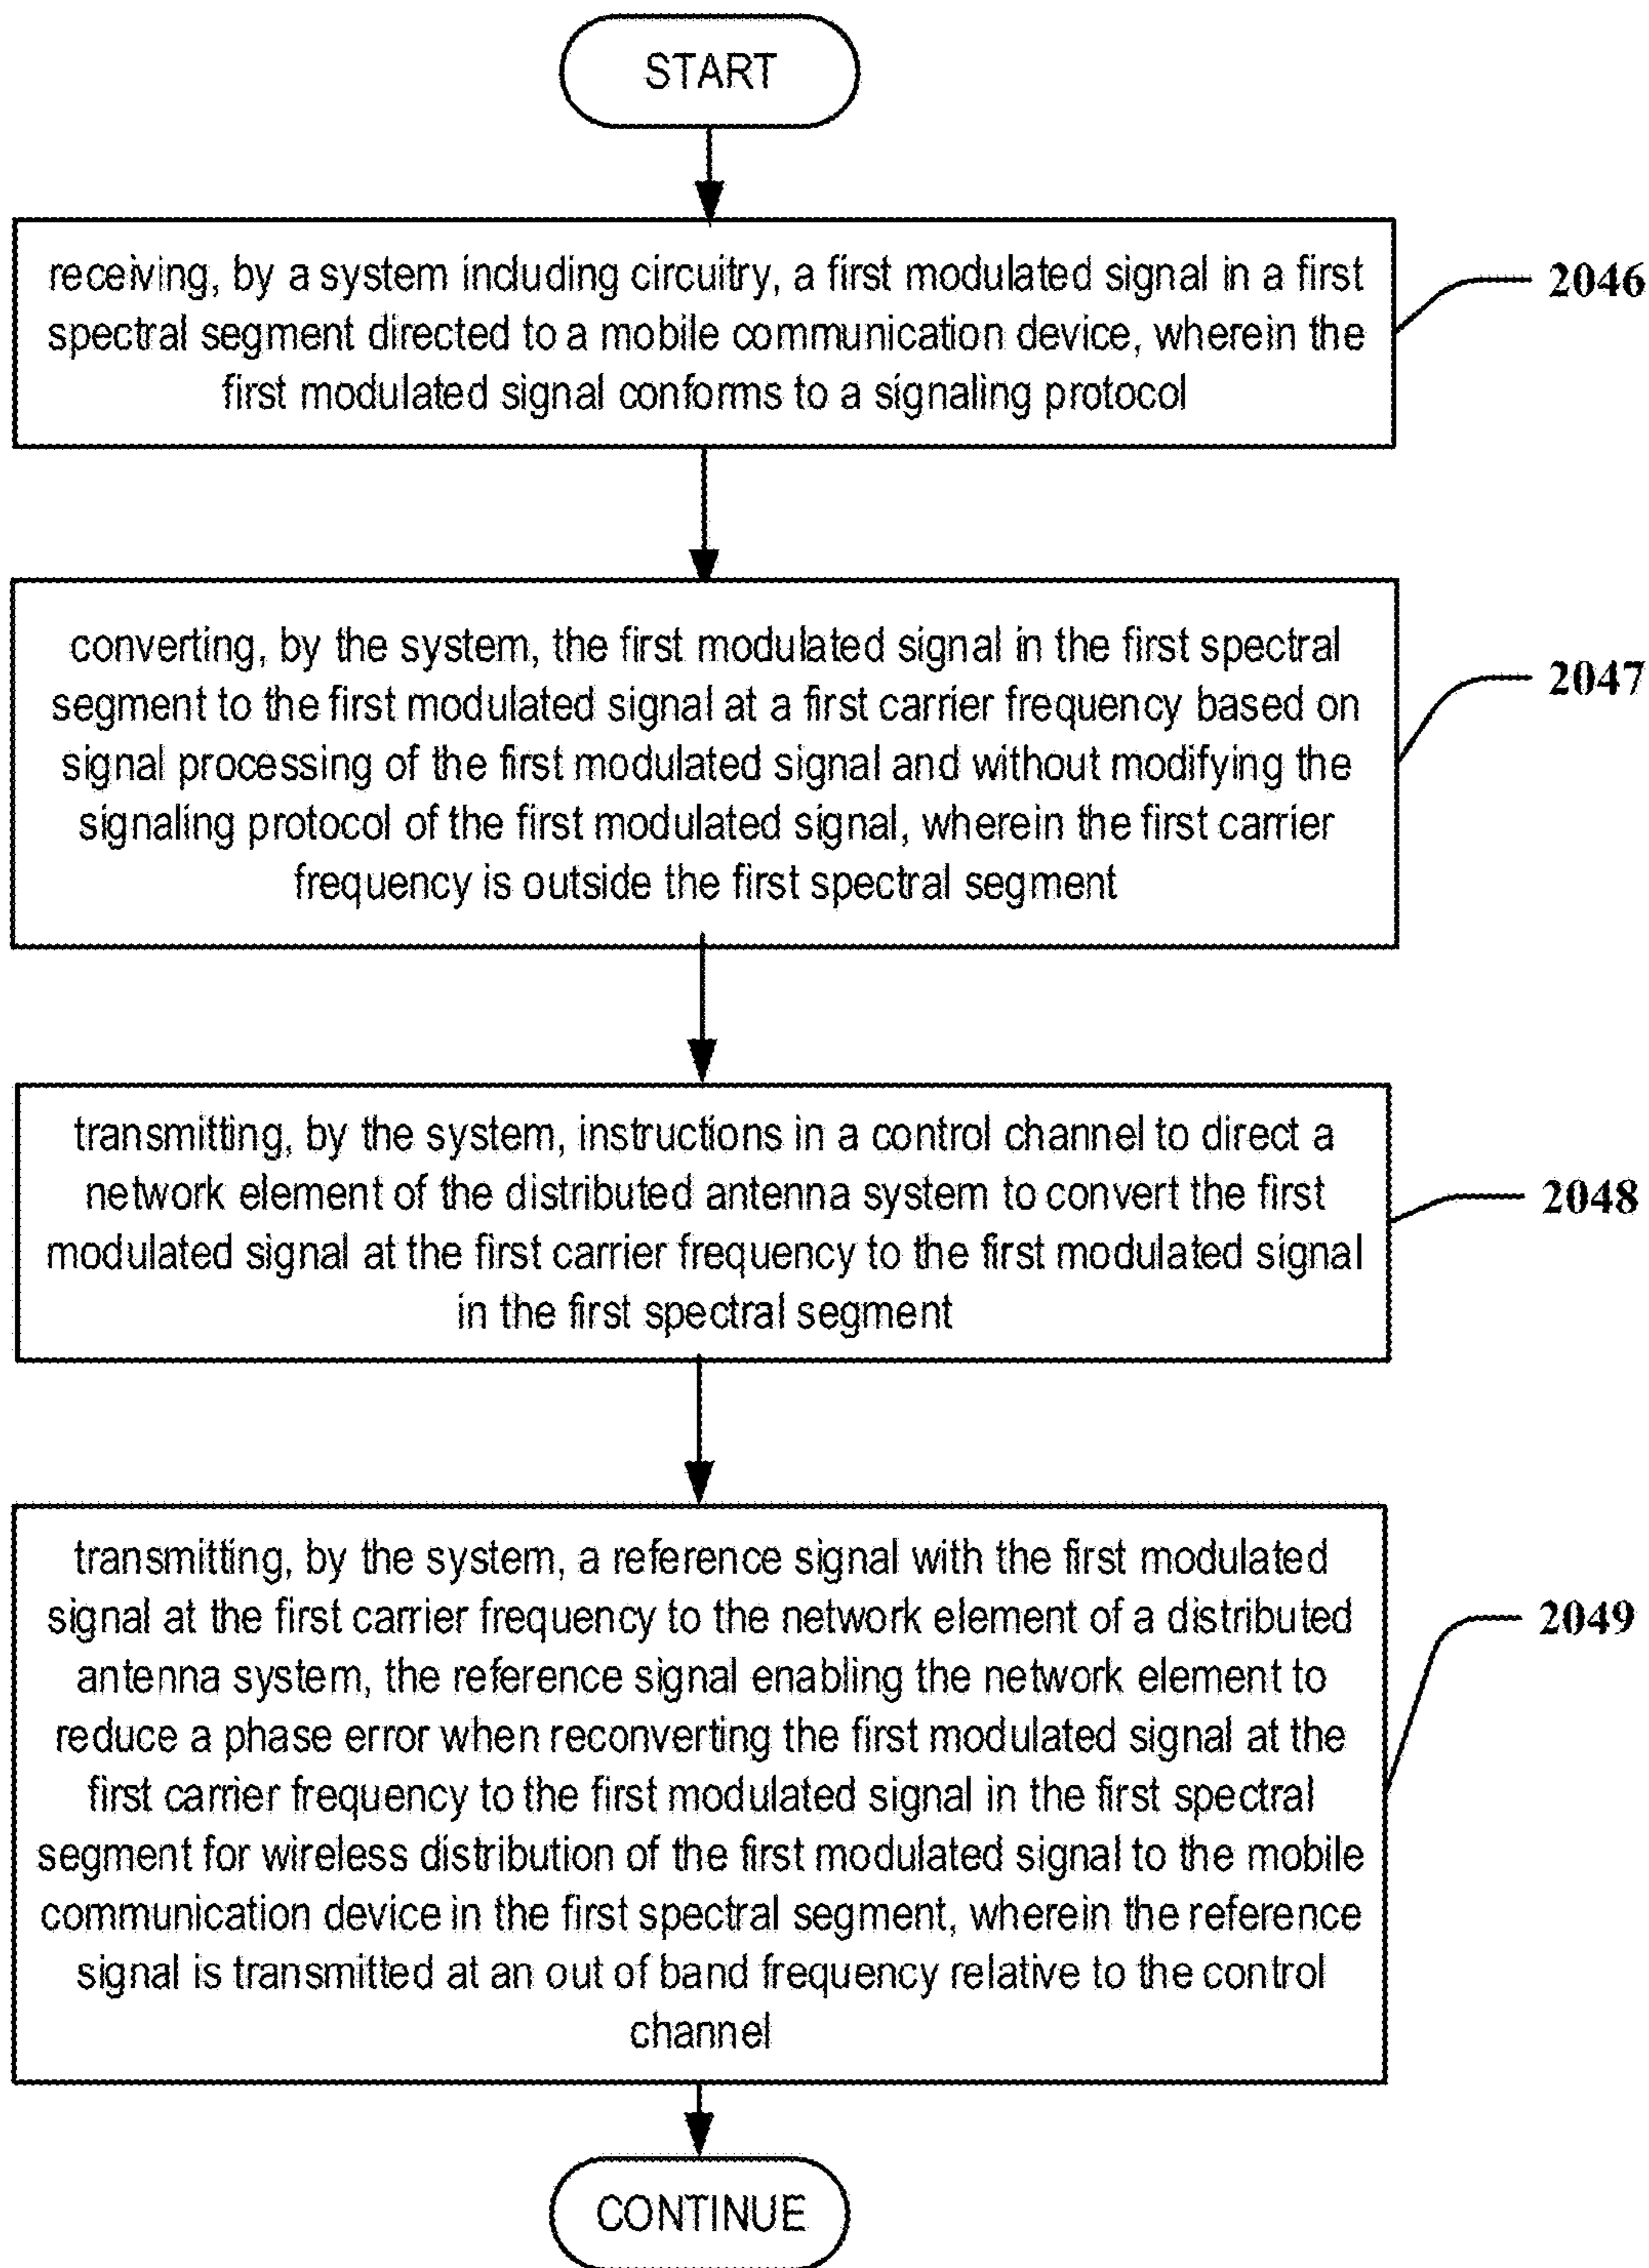 START
receiving, by a system including circuitry, a first modulated signal in a first
spectral segment directed to a mobile communication device, wherein the
first modulated signal conforms to a signaling protocol
2046
converting, by the system, the first modulated signal in the first spectral
segment to the first modulated signal at a first carrier frequency based on
signal processing of the first modulated signal and without modifying the
signaling protocol of the first modulated signal, wherein the first carrier
frequency is outside the first spectral segment
2047
transmitting, by the system, instructions in a control channel to direct a
network element of the distributed antenna system to convert the first
modulated signal at the first carrier frequency to the first modulated signal
in the first spectral segment
2048
transmitting, by the system, a reference signal with the first modulated
signal at the first carrier frequency to the network element of a distributed
antenna system, the reference signal enabling the network element to
reduce a phase error when reconverting the first modulated signal at the
first carrier frequency to the first modulated signal in the first spectral
segment for wireless distribution of the first modulated signal to the mobile
communication device in the first spectral segment, wherein the reference
signal is transmitted at an out of band frequency relative to the control
channel
2049
CONTINUE